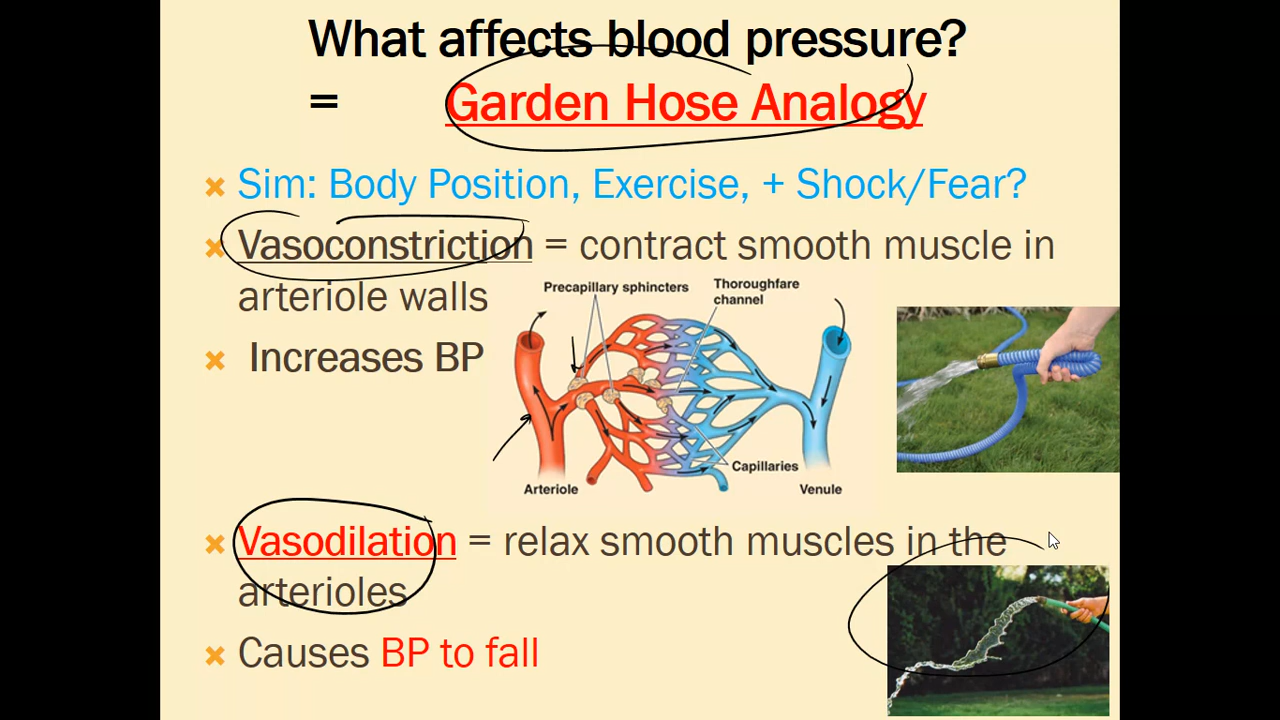 What affects blood pressure?
= Garden Hose Analogy
Sim: Body Position, Exercise, + Shock/Fear?
Vasoconstriction = contract smooth muscle in
arteriole walls
Increases BP
Precapillary sphincters
Thoroughfare
channel
Capillaries
Arteriole
Venule
Vasodilation = relax smooth muscles in the
arterioles
Causes BP to fall